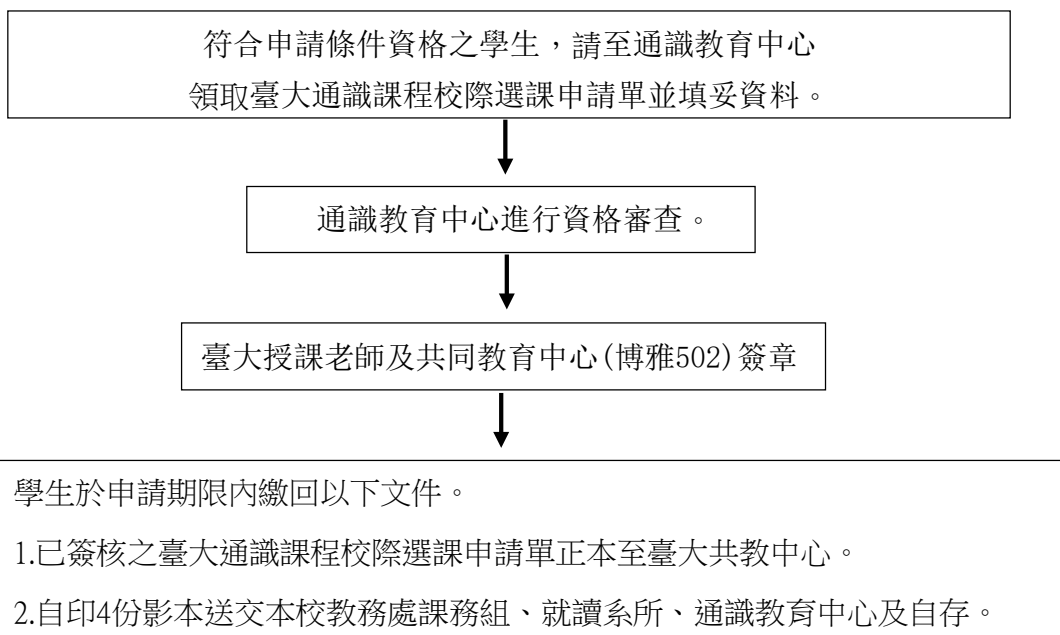 符合申請條件資格之學生，請至通識教育中心
領取臺大通識課程校際選課申請單並填妥資料。
通識教育中心進行資格審查。
臺大授課老師及共同教育中心(博雅502)簽章
學生於申請期限內繳回以下文件。
1.已簽核之臺大通識課程校際選課申請單正本至臺大共教中心。
2.自印4份影本送交本校教務處課務組、就讀系所、通識教育中心及自存。